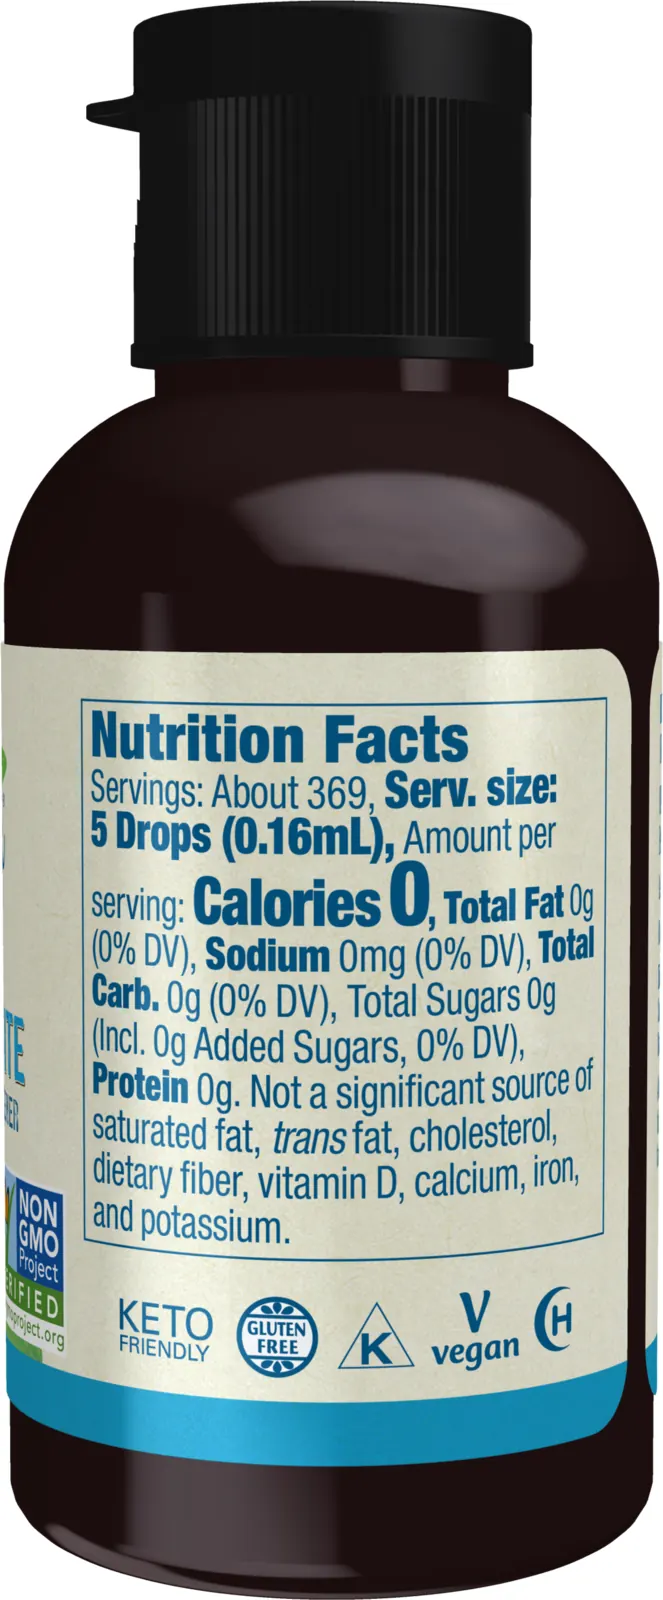 Nutrition Facts
Servings: About 369, Serv. size:
5 Drops (0.16mL), Amount per
serving: Calories 0, Total Fat 0g
(0% DV), Sodium 0mg (0% DV), Total
Carb. 0g (0% DV), Total Sugars 0g
(Incl. 0g Added Sugars, 0% DV),
Protein 0g. Not a significant source of
saturated fat, trans fat, cholesterol,
dietary fiber, vitamin D, calcium, iron,
and potassium.
NON
GMO
Project
KETO
FRIENDLY
GLUTEN
FREE
K
V
vegan
H